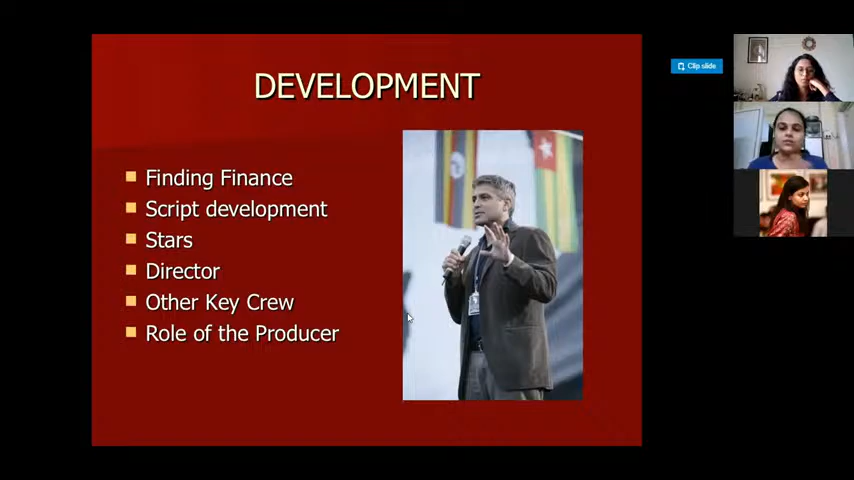 DEVELOPMENT
Clip slide
Finding Finance
Script development
Stars
Director
Other Key Crew
Role of the Producer